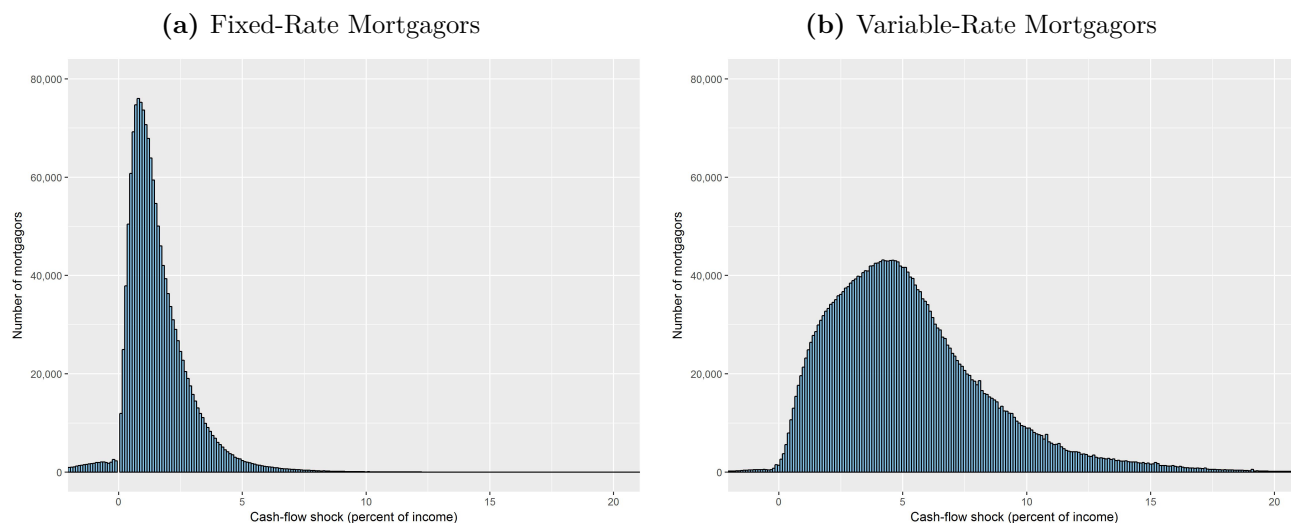 (a) Fixed-Rate Mortgagors
80,000
60,000
40,000
20,000
0
Number of mortgagors
0 5 10 15 20
Cash-flow shock (percent of income)
(b) Variable-Rate Mortgagors
80,000
60,000
40,000
20,000
0
Number of mortgagors
0 5 10 15 20
Cash-flow shock (percent of income)